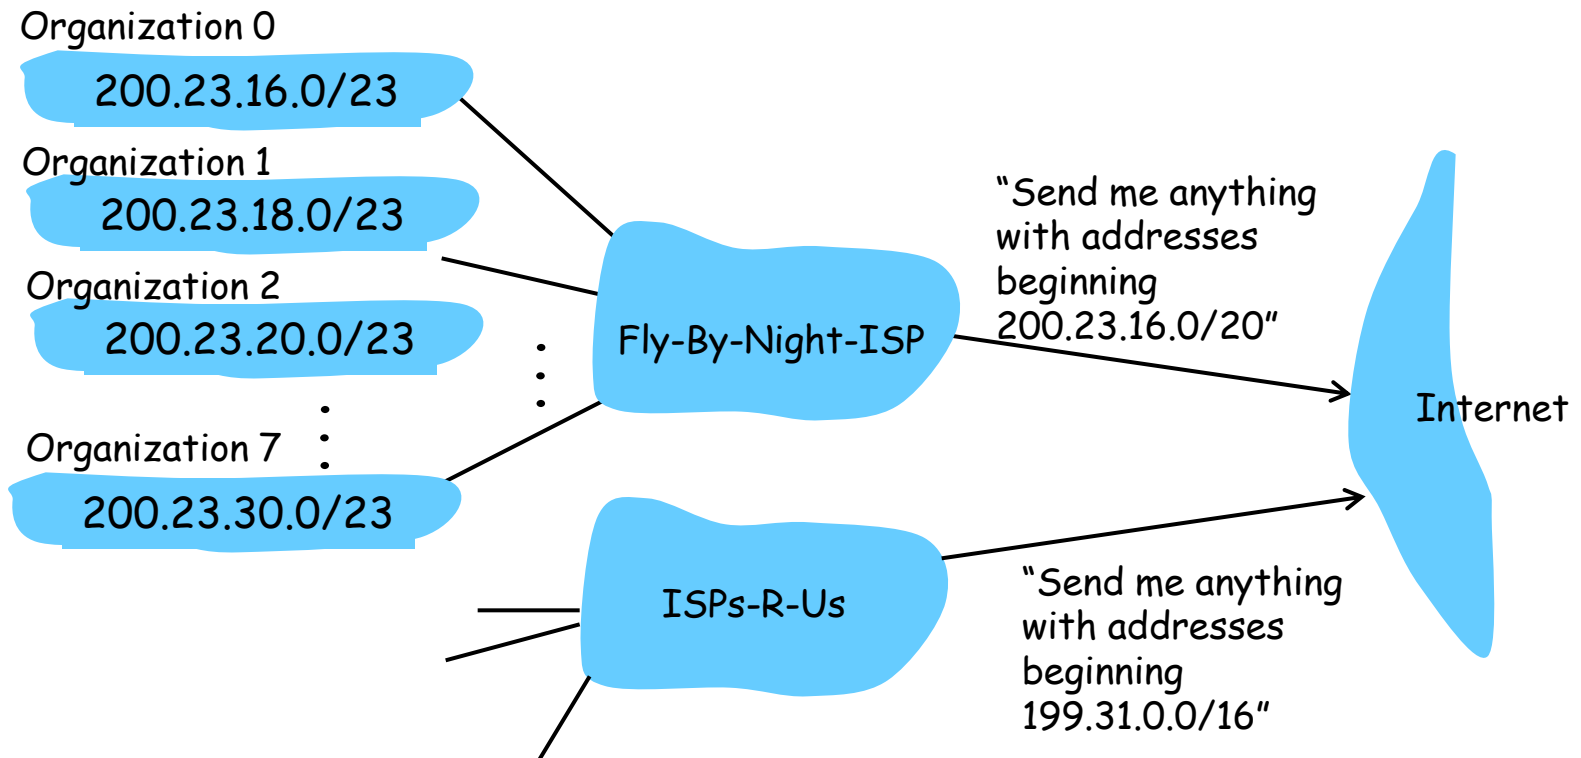 Organization 0
200.23.16.0/23
Organization 1
200.23.18.0/23
Organization 2
200.23.20.0/23
Organization 7
200.23.30.0/23
Fly-By-Night-ISP
“Send me anything
with addresses
beginning
200.23.16.0/20”
Internet
ISPs-R-Us
“Send me anything
with addresses
beginning
199.31.0.0/16”